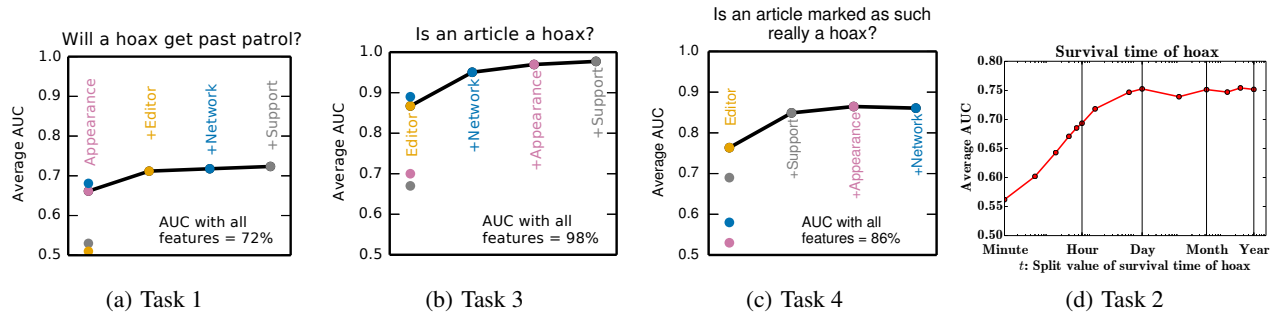 Will a hoax get past patrol?
1.0
0.9
0.8
0.7
0.6
0.5
Average AUC
Appearance
+Editor
+Network
+Support
AUC with all
features = 72%
(a) Task 1
Is an article a hoax?
1.0
0.9
0.8
0.7
0.6
0.5
Average AUC
Editor
+Network
+Appearance
+Support
AUC with all
features = 98%
(b) Task 3
Is an article marked as such
really a hoax?
1.0
0.9
0.8
0.7
0.6
0.5
Average AUC
Editor
+Support
+Appearance
+Network
AUC with all
features = 86%
(c) Task 4
Survival time of hoax
0.80
0.75
0.70
0.65
0.60
0.55
0.50
Average AUC
Minute Hour Day Month Year
t: Split value of survival time of hoax
(d) Task 2